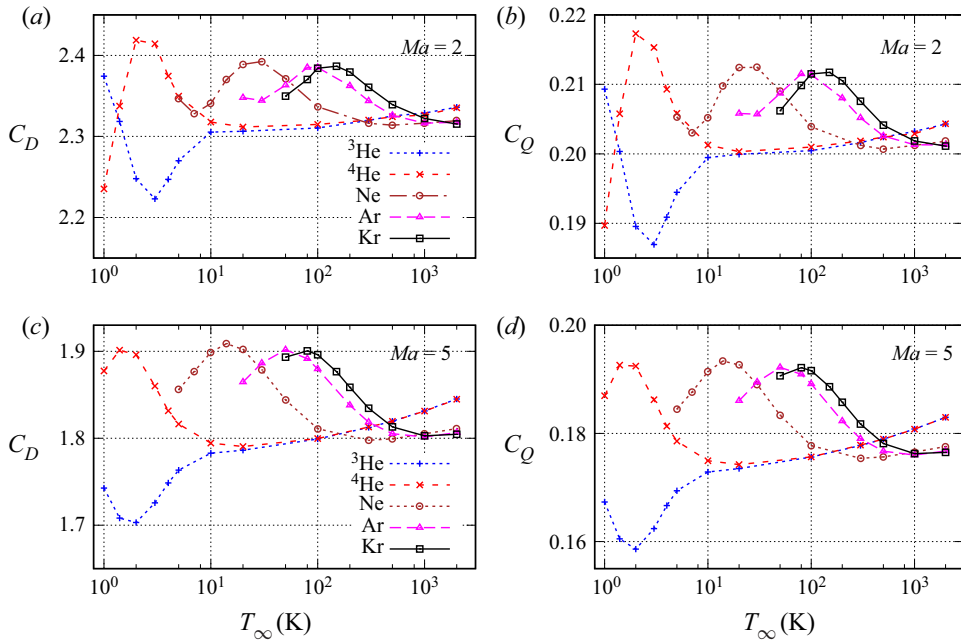 (a)
Ma = 2
2.4
C_D
2.3
2.2
³He
⁴He
Ne
Ar
Kr
10⁰ 10¹ 10² 10³
(b)
0.22
Ma = 2
0.21
C_Q
0.20
0.19
10⁰ 10¹ 10² 10³
(c)
Ma = 5
1.9
C_D
1.8
1.7
³He
⁴He
Ne
Ar
Kr
10⁰ 10¹ 10² 10³
T_∞ (K)
(d)
0.20
Ma = 5
C_Q
0.18
0.16
10⁰ 10¹ 10² 10³
T_∞ (K)